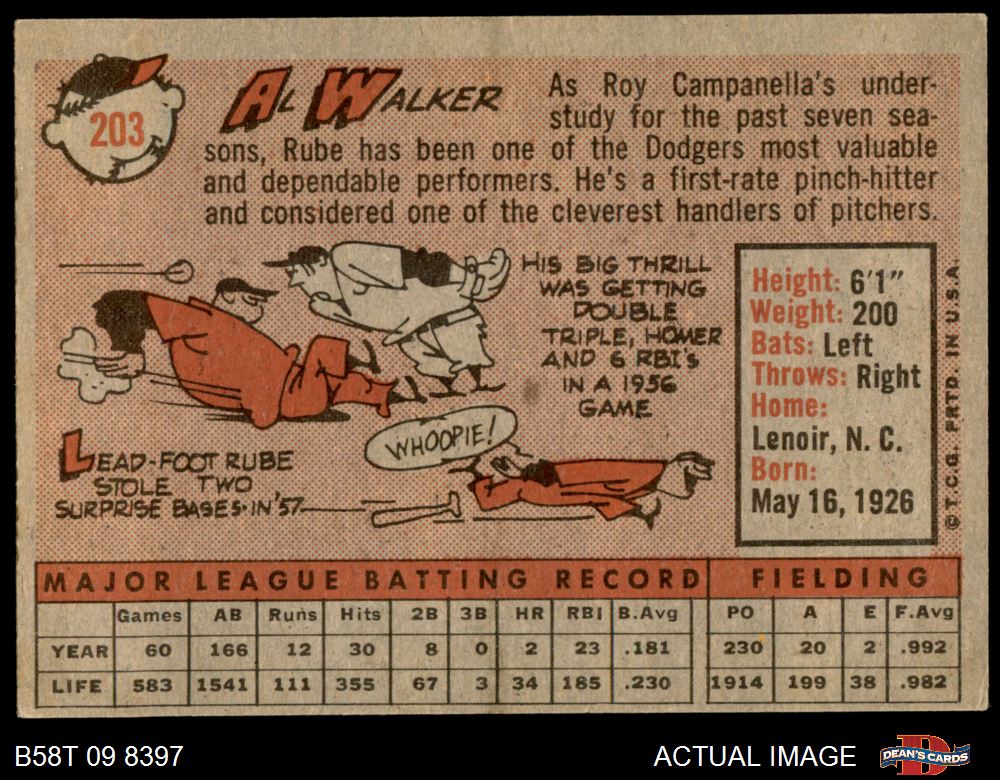 203
AL WALKER
As Roy Campanella's under-
study for the past seven sea-
sons, Rube has been one of the Dodgers most valuable
and dependable performers. He's a first-rate pinch-hitter
and considered one of the cleverest handlers of pitchers.
HIS BIG THRILL
WAS GETTING
DOUBLE
TRIPLE, HOMER
AND 6 RBI'S
IN A 1956
GAME
WHOOPIE!
LEAD-FOOT RUBE
STOLE TWO
SURPRISE BASES·IN '57
Height: 6'1"
Weight: 200
Bats: Left
Throws: Right
Home:
Lenoir, N. C.
Born:
May 16, 1926
© T.C.G. PRTD. IN U.S.A.
MAJOR LEAGUE BATTING RECORD FIELDING
Games AB Runs Hits 2B 3B HR RBI B.Avg PO A E F.Avg
YEAR 60 166 12 30 8 0 2 23 .181 230 20 2 .992
LIFE 583 1541 111 355 67 3 34 185 .230 1914 199 38 .982
B58T 09 8397
ACTUAL IMAGE
DEAN'S CARDS